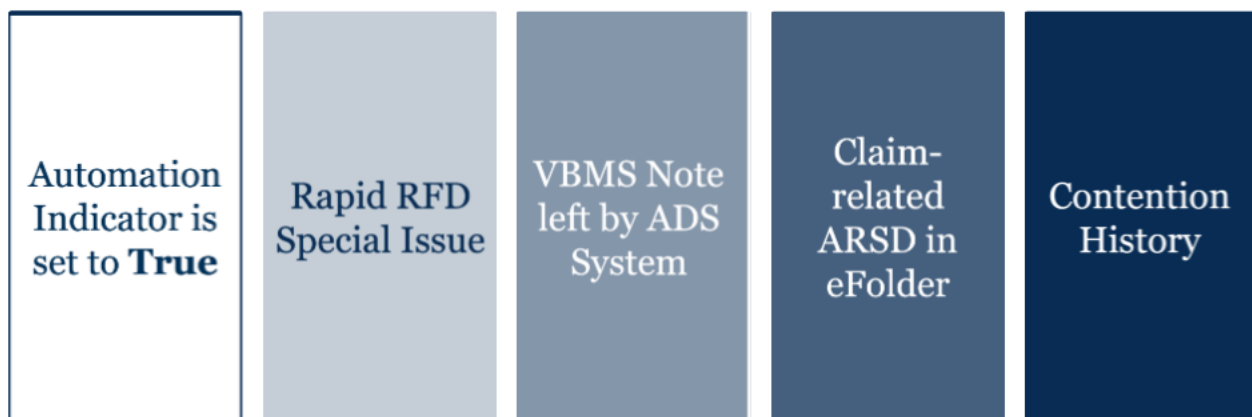 Automation
Indicator is
set to True
Rapid RFD
Special Issue
VBMS Note
left by ADS
System
Claim-
related
ARSD in
eFolder
Contention
History